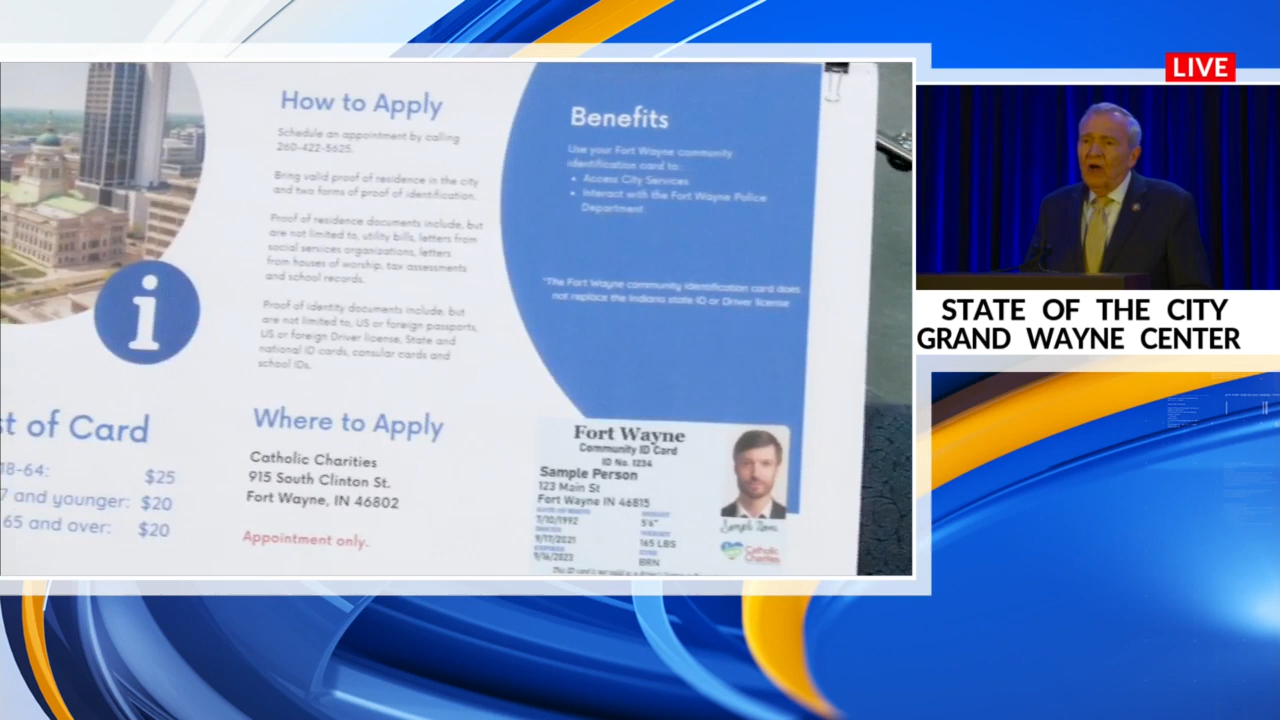 How to Apply
Schedule an appointment by calling
260-422-5625.
Bring valid proof of residence in the city
and two forms of proof of identification.
Proof of residence documents include, but
are not limited to, utility bills, letters from
social services organizations, letters
from houses of worship, tax assessments
and school records.
Proof of identity documents include, but
are not limited to, US or foreign passports,
US or foreign Driver license, State and
national ID cards, consular cards and
school IDs.
st of Card
18-64: $25
7 and younger: $20
65 and over: $20
Where to Apply
Catholic Charities
915 South Clinton St.
Fort Wayne, IN 46802
Appointment only.
Benefits
Use your Fort Wayne community
identification card to:
• Access City Services
• Interact with the Fort Wayne Police
Department
*The Fort Wayne community identification card does
not replace the Indiana state ID or Driver license
Fort Wayne
Community ID Card
ID No. 1234
Sample Person
123 Main St
Fort Wayne IN 46815
7/10/1992
5'6"
9/17/2021
165 LBS
9/16/2023
BRN
Catholic
Charities
LIVE
STATE OF THE CITY
GRAND WAYNE CENTER